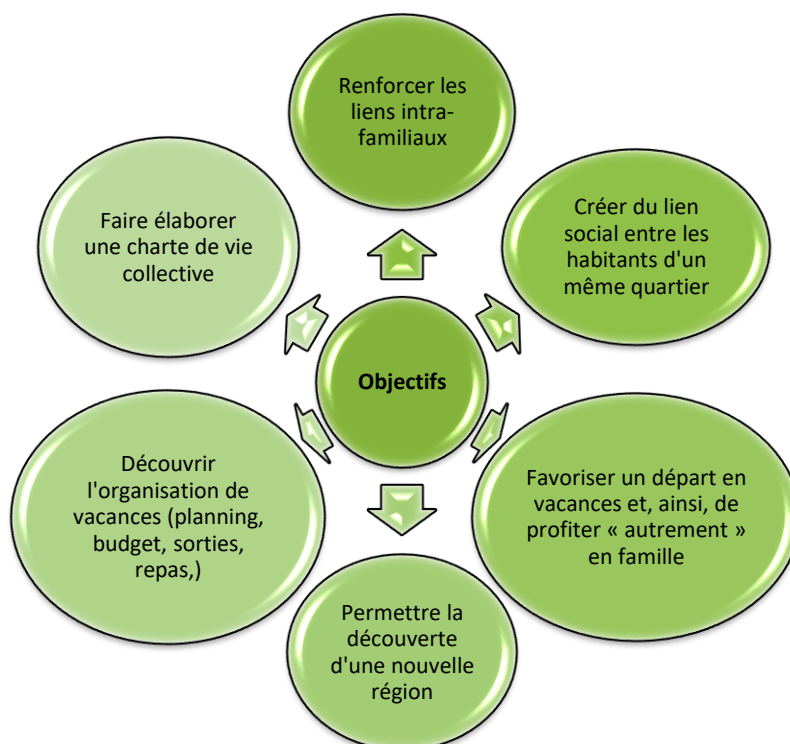 Renforcer les
liens intra-
familiaux
Créer du lien
social entre les
habitants d'un
même quartier
Favoriser un départ en
vacances et, ainsi, de
profiter « autrement »
en famille
Permettre la
découverte
d'une nouvelle
région
Découvrir
l'organisation de
vacances (planning,
budget, sorties,
repas,)
Faire élaborer
une charte de vie
collective
Objectifs